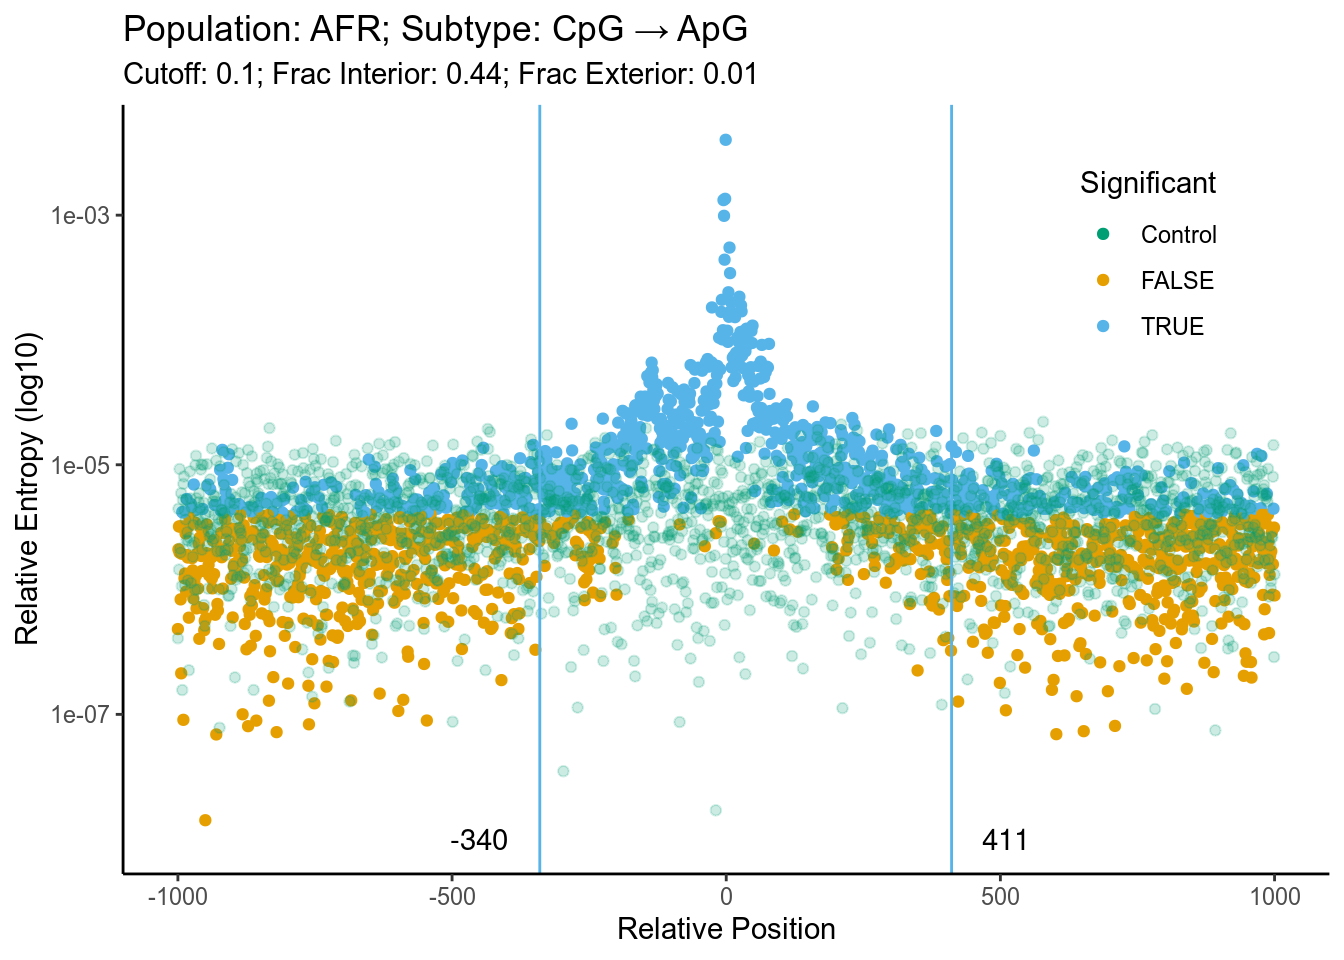 Population: AFR; Subtype: CpG → ApG
Cutoff: 0.1; Frac Interior: 0.44; Frac Exterior: 0.01
Significant
Control
FALSE
TRUE
1e-03
1e-05
1e-07
Relative Entropy (log10)
-340
411
-1000
-500
0
500
1000
Relative Position